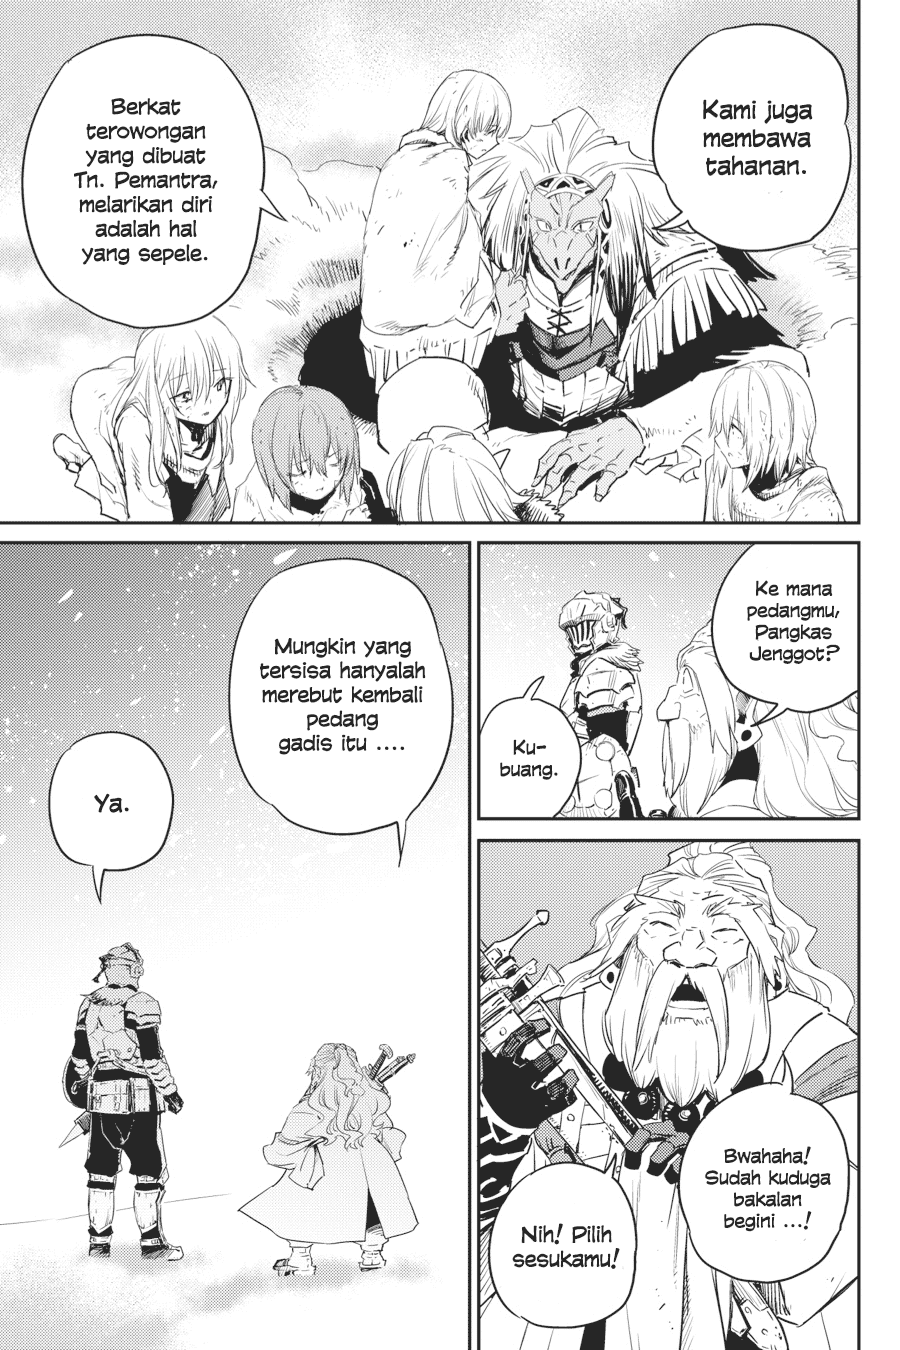 Kami juga
membawa
tahanan.
Berkat
terowongan
yang dibuat
Tn. Pemantra,
melarikan diri
adalah hal
yang sepele.
Ke mana
pedangmu,
Pangkas
Jenggot?
Ku-
buang.
Bwahaha!
Sudah kuduga
bakalan
begini ...!
Nih! Pilih
sesukamu!
Mungkin yang
tersisa hanyalah
merebut kembali
pedang
gadis itu ....
Ya.